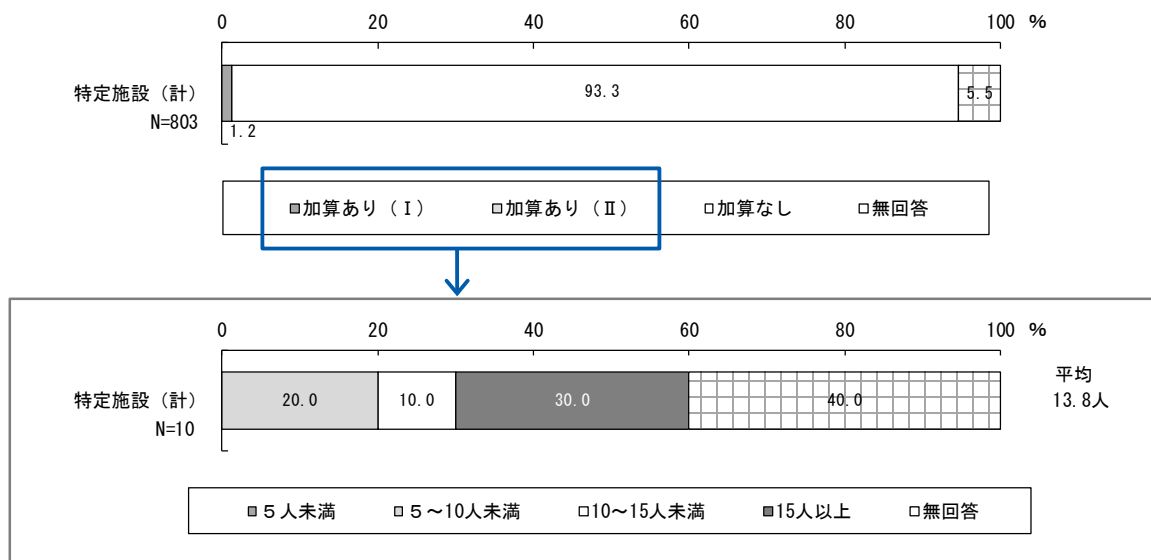 0 20 40 60 80 100 %
特定施設（計）
N=803
1.2 93.3 5.5
■加算あり（Ⅰ） ■加算あり（Ⅱ） □加算なし □無回答
0 20 40 60 80 100 %
特定施設（計）
N=10
20.0 10.0 30.0 40.0
平均
13.8人
■５人未満 □５～10人未満 □10～15人未満 ■15人以上 □無回答